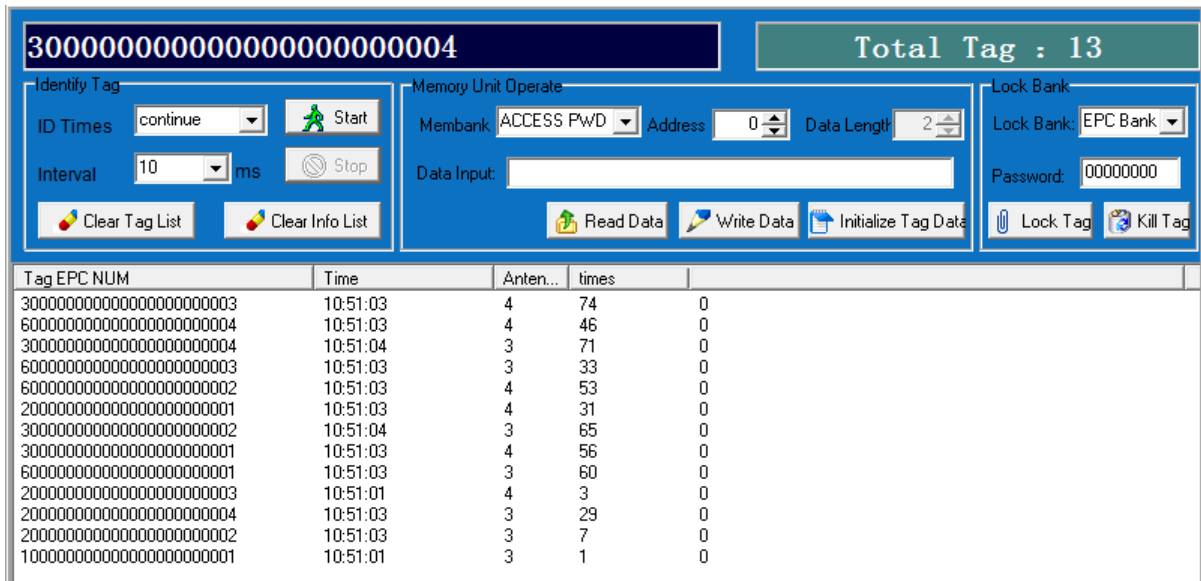 300000000000000000000004
Total Tag : 13
Identify Tag
Memory Unit Operate
Lock Bank
ID Times continue Start
Membank ACCESS PWD Address 0 Data Length 2
Lock Bank: EPC Bank
Interval 10 ms Stop
Data Input:
Password: 00000000
Clear Tag List Clear Info List
Read Data Write Data Initialize Tag Data
Lock Tag Kill Tag
Tag EPC NUM Time Anten... times
300000000000000000000003 10:51:03 4 74 0
600000000000000000000004 10:51:03 4 46 0
300000000000000000000004 10:51:04 3 71 0
600000000000000000000003 10:51:03 3 33 0
600000000000000000000002 10:51:03 4 53 0
200000000000000000000001 10:51:03 4 31 0
300000000000000000000002 10:51:04 3 65 0
300000000000000000000001 10:51:03 4 56 0
600000000000000000000001 10:51:03 3 60 0
200000000000000000000003 10:51:01 4 3 0
200000000000000000000004 10:51:03 3 29 0
200000000000000000000002 10:51:03 3 7 0
100000000000000000000001 10:51:01 3 1 0